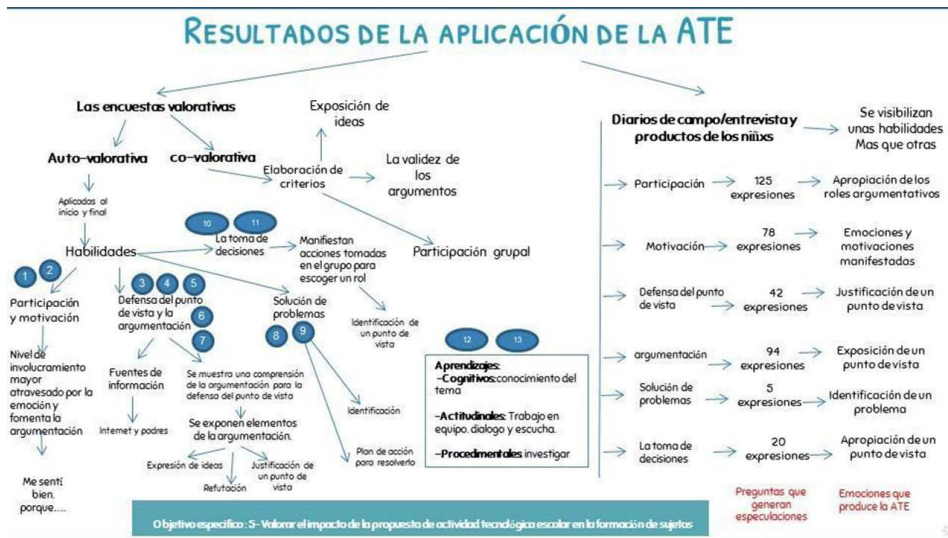 RESULTADOS DE LA APLICACIÓN DE LA ATE
Las encuestas valorativas
Auto-valorativa
co-valorativa
Aplicadas al
inicio y final
Elaboración de
criterios
Exposición de
ideas
La validez de
los
argumentos
Participación grupal
Habilidades
10
11
La toma de
decisiones
Manifiestan
acciones tomadas
en el grupo para
escoger un rol
Identificación de
un punto de
vista
1
2
Participación
y motivación
Nivel de
involucramiento
mayor
atravesado por la
emoción y
fomenta la
argumentación
Me sentí
bien.
porque....
3
4
5
6
7
Defensa del punto
de vista y la
argumentación
Fuentes de
información
Internet y padres
Se muestra una comprensión
de la argumentación para la
defensa del punto de vista
Se exponen elementos
de la argumentación.
Expresión de ideas
Refutación
Justificación de
un punto de
vista
Solución de
problemas
8
9
Identificación
Plan de acción
para resolverlo
12
13
Aprendizajes:
-Cognitivos:conocimiento del
tema
-Actitudinales: Trabajo en
equipo. dialogo y escucha.
-Procedimentales: investigar
Diarios de campo/entrevista y
productos de los niñxs
Se visibilizan
unas habilidades
Mas que otras
Participación
125
expresiones
Apropiación de los
roles argumentativos
Motivación
78
expresiones
Emociones y
motivaciones
manifestadas
Defensa del punto
de vista
42
expresiones
Justificación de un
punto de vista
argumentación
94
expresiones
Exposición de un
punto de vista
Solución de
problemas
5
expresiones
Identificación de un
problema
La toma de
decisiones
20
expresiones
Apropiación de un
punto de vista
Preguntas que
generan
especulaciones
Emociones que
produce la ATE
Objetivo especifico : 5- Valorar el impacto de la propuesta de actividad tecnológica escolar en la formación de sujetos